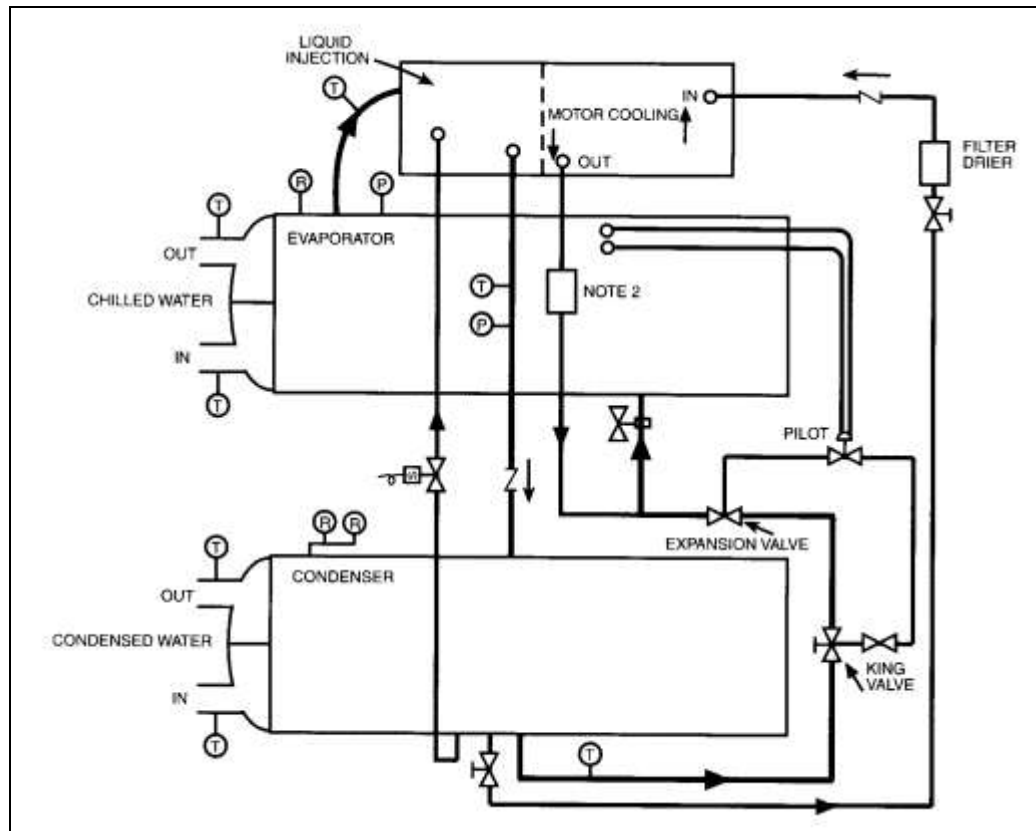 LIQUID
INJECTION
T
IN
MOTOR COOLING
OUT
FILTER
DRIER
R
P
T
EVAPORATOR
OUT
CHILLED WATER
IN
T
T
P
NOTE 2
PILOT
S
EXPANSION VALVE
R
R
T
CONDENSER
OUT
CONDENSED WATER
IN
T
KING
VALVE
T